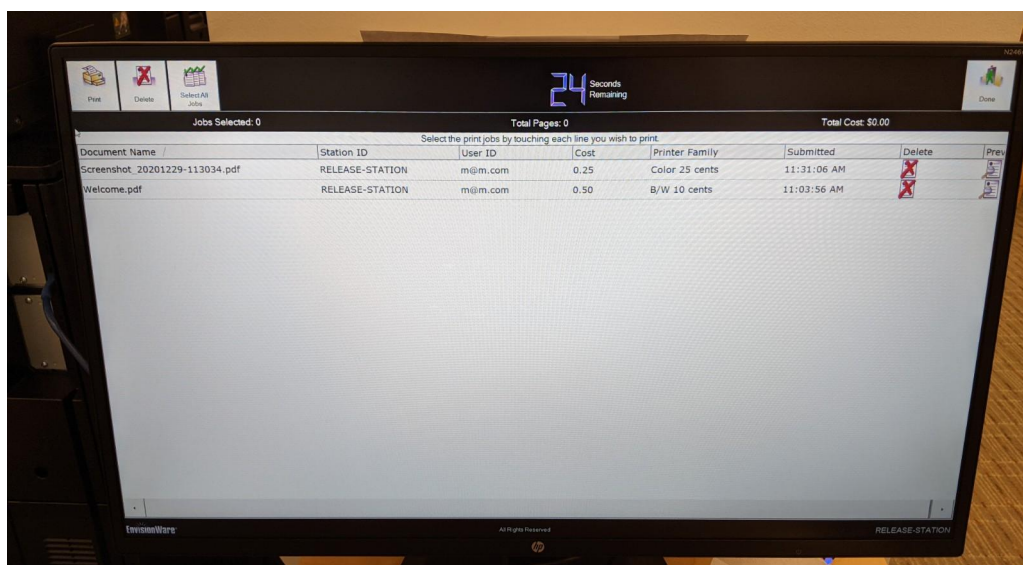 N246
Print
Delete
Select All
Jobs
24
Seconds
Remaining
Done
Jobs Selected: 0 Total Pages: 0 Total Cost: $0.00
Select the print jobs by touching each line you wish to print.
Document Name / Station ID User ID Cost Printer Family Submitted Delete Prev
Screenshot_20201229-113034.pdf RELEASE-STATION m@m.com 0.25 Color 25 cents 11:31:06 AM
Welcome.pdf RELEASE-STATION m@m.com 0.50 B/W 10 cents 11:03:56 AM
EnvisionWare All Rights Reserved RELEASE-STATION
hp